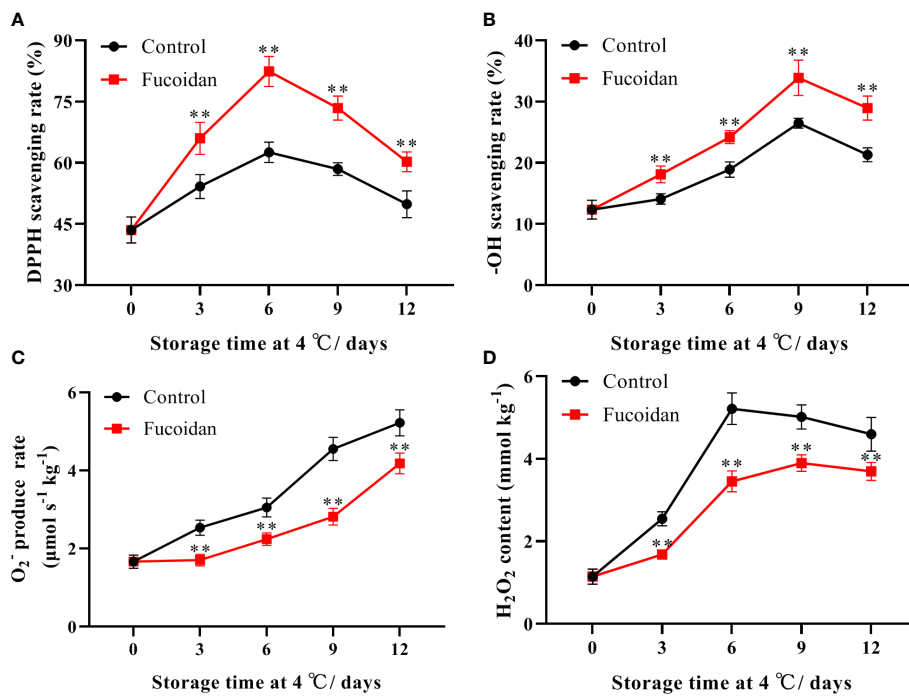 A
DPPH scavenging rate (%)
90
75
60
45
30
Control
Fucoidan
**
**
**
**
0 3 6 9 12
Storage time at 4 ℃/ days
B
-OH scavenging rate (%)
40
30
20
10
0
Control
Fucoidan
**
**
**
**
0 3 6 9 12
Storage time at 4 ℃/ days
C
O₂⁻ produce rate
(μmol s⁻¹ kg⁻¹)
6
4
2
0
Control
Fucoidan
**
**
**
**
0 3 6 9 12
Storage time at 4 ℃/ days
D
H₂O₂ content (mmol kg⁻¹)
6
4
2
0
Control
Fucoidan
**
**
**
**
0 3 6 9 12
Storage time at 4 ℃/ days